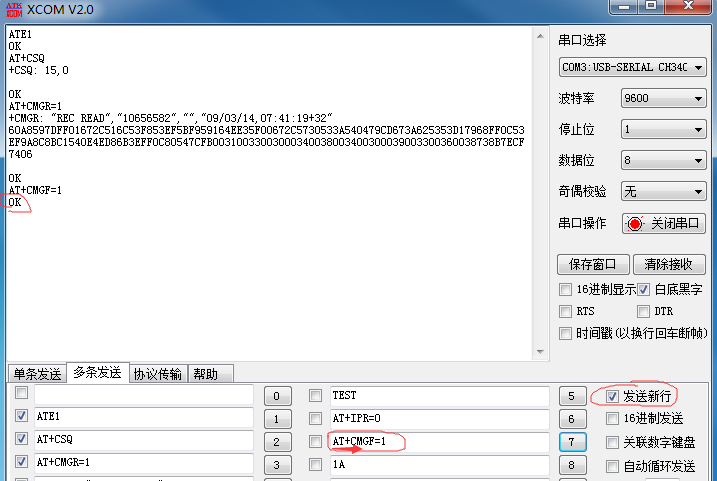 ATK XCOM XCOM V2.0
ATE1
OK
AT+CSQ
+CSQ: 15,0
OK
AT+CMGR=1
+CMGR: "REC READ","10656582","","09/03/14,07:41:19+32"
60A8597DFF01672C516C53F853EF5BF959164EE35F00672C5730533A540479CD673A625353D17968FF0C53
EF9A8C8BC1540E4ED86B3EFF0C80547CFB00310033003000340038003400300039003300360038738B7ECF
7406
OK
AT+CMGF=1
OK
串口选择
COM3:USB-SERIAL CH34C
波特率 9600
停止位 1
数据位 8
奇偶校验 无
串口操作 关闭串口
保存窗口 清除接收
16进制显示 白底黑字
RTS DTR
时间戳(以换行回车断帧)
单条发送 多条发送 协议传输 帮助
0 TEST 5 发送新行
ATE1 1 AT+IPR=0 6 16进制发送
AT+CSQ 2 AT+CMGF=1 7 关联数字键盘
AT+CMGR=1 3 1A 8 自动循环发送